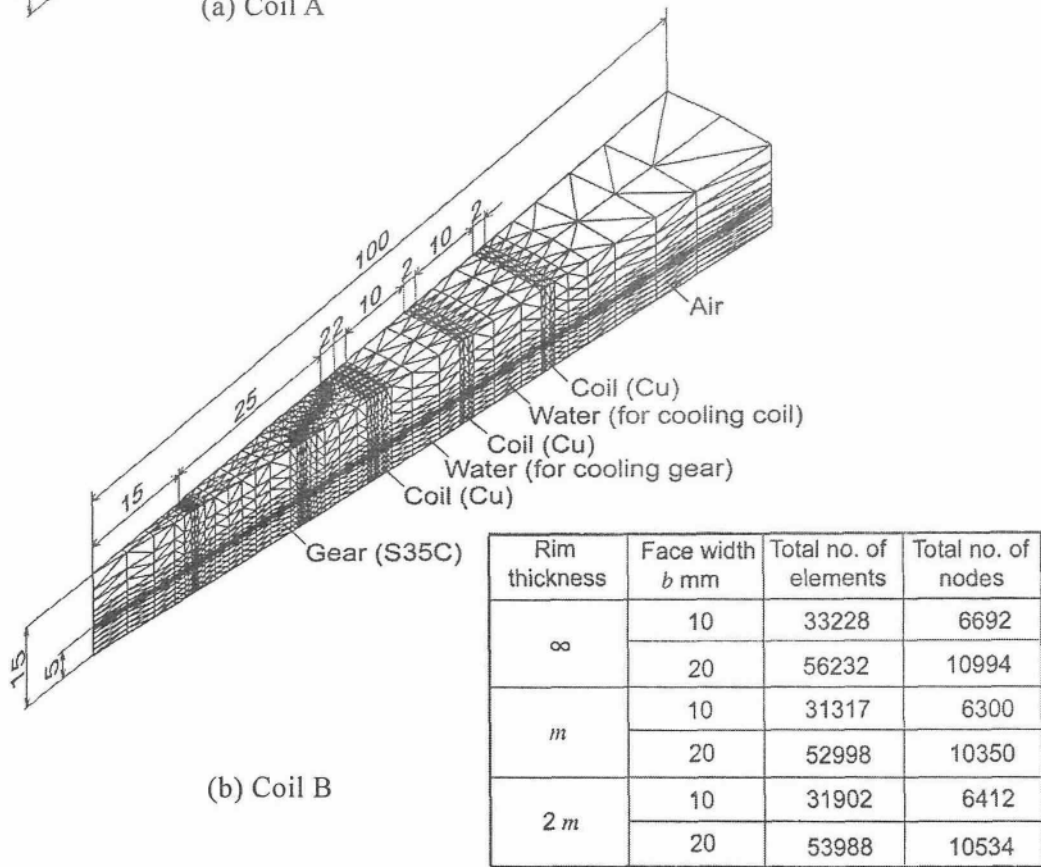 (a) Coil A
100
2
10
2
10
22
25
15
15
5
Air
Coil (Cu)
Water (for cooling coil)
Coil (Cu)
Water (for cooling gear)
Coil (Cu)
Gear (S35C)
(b) Coil B
Rim thickness Face width b mm Total no. of elements Total no. of nodes
∞ 10 33228 6692
20 56232 10994
m 10 31317 6300
20 52998 10350
2 m 10 31902 6412
20 53988 10534